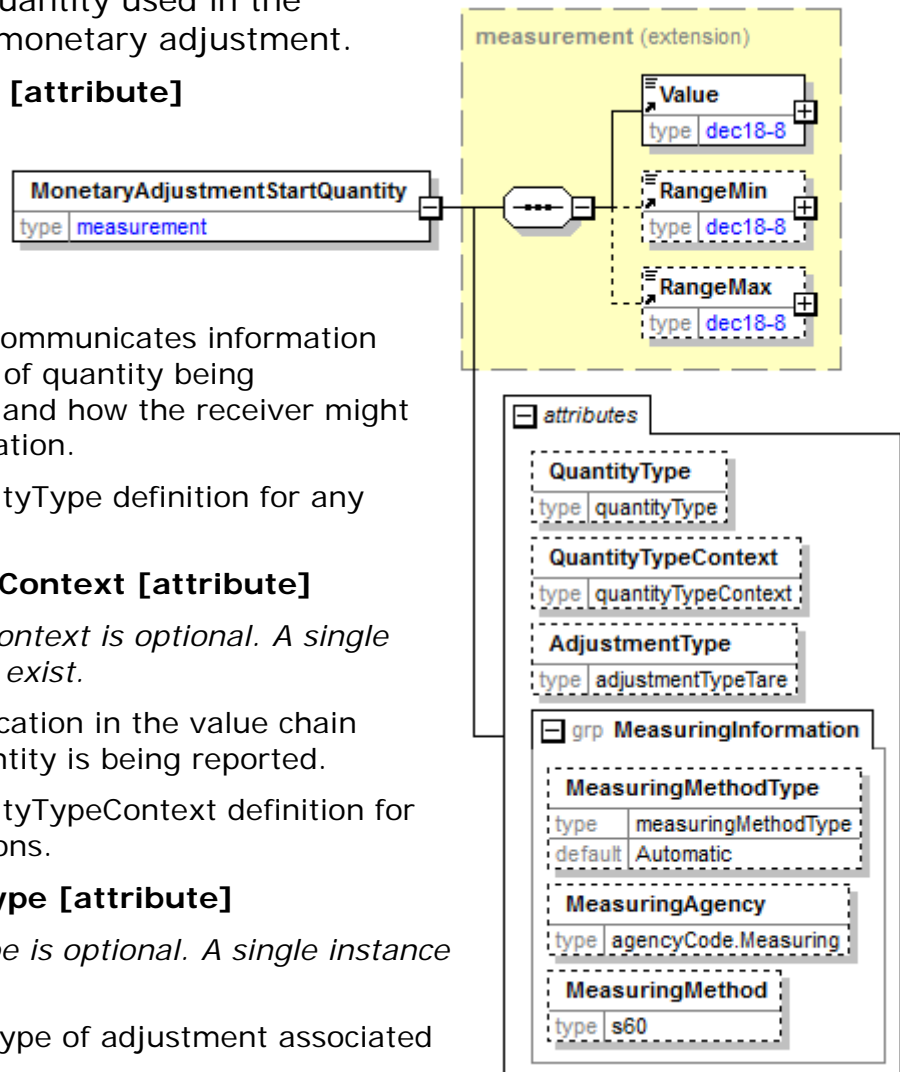 uantity used in the
monetary adjustment.
[attribute]
ommunicates information
of quantity being
and how the receiver might
ation.
tyType definition for any
Context [attribute]
ontext is optional. A single
exist.
cation in the value chain
ntity is being reported.
tyTypeContext definition for
ons.
ype [attribute]
e is optional. A single instance
ype of adjustment associated
measurement (extension)
Value
type dec18-8
MonetaryAdjustmentStartQuantity
type measurement
RangeMin
type dec18-8
RangeMax
type dec18-8
attributes
QuantityType
type quantityType
QuantityTypeContext
type quantityTypeContext
AdjustmentType
type adjustmentTypeTare
grp MeasuringInformation
MeasuringMethodType
type measuringMethodType
default Automatic
MeasuringAgency
type agencyCode.Measuring
MeasuringMethod
type s60